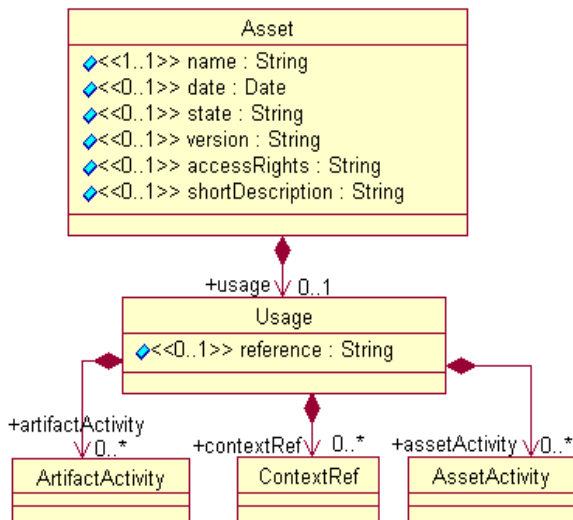 Asset
<<1..1>> name : String
<<0..1>> date : Date
<<0..1>> state : String
<<0..1>> version : String
<<0..1>> accessRights : String
<<0..1>> shortDescription : String
+usage 0..1
Usage
<<0..1>> reference : String
+artifactActivity
0..*
+contextRef 0..*
+assetActivity 0..*
ArtifactActivity
ContextRef
AssetActivity